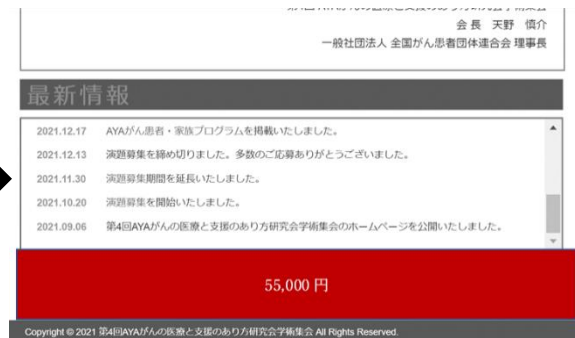 会 長　天野　慎介
一般社団法人 全国がん患者団体連合会 理事長
最新情報
2021.12.17 AYAがん患者・家族プログラムを掲載いたしました。
2021.12.13 演題募集を締め切りました。多数のご応募ありがとうございました。
2021.11.30 演題募集期間を延長いたしました。
2021.10.20 演題募集を開始いたしました。
2021.09.06 第4回AYAがんの医療と支援のあり方研究会学術集会のホームページを公開いたしました。
55,000 円
Copyright © 2021 第4回AYAがんの医療と支援のあり方研究会学術集会 All Rights Reserved.